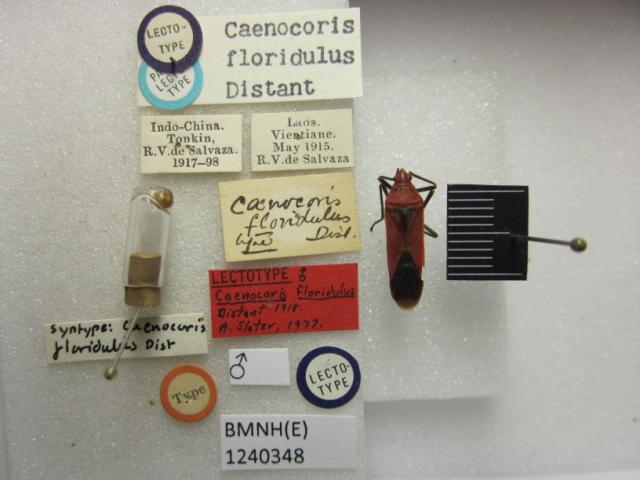 LECTO-
TYPE
PARA
LECTO
TYPE
Caenocoris
floridulus
Distant
Indo-China.
Tonkin,
R.V.de Salvaza.
1917-98
Laos.
Vientiane.
May 1915.
R.V.de Salvaza
Cænocoris
floridulus
type Dist.
LECTOTYPE ♂
Caenocoris floridulus
Distant 1918.
A. Slater, 1977.
Syntype: Caenocoris
floridulus Dist
Type
♂
LECTO-
TYPE
BMNH(E)
1240348